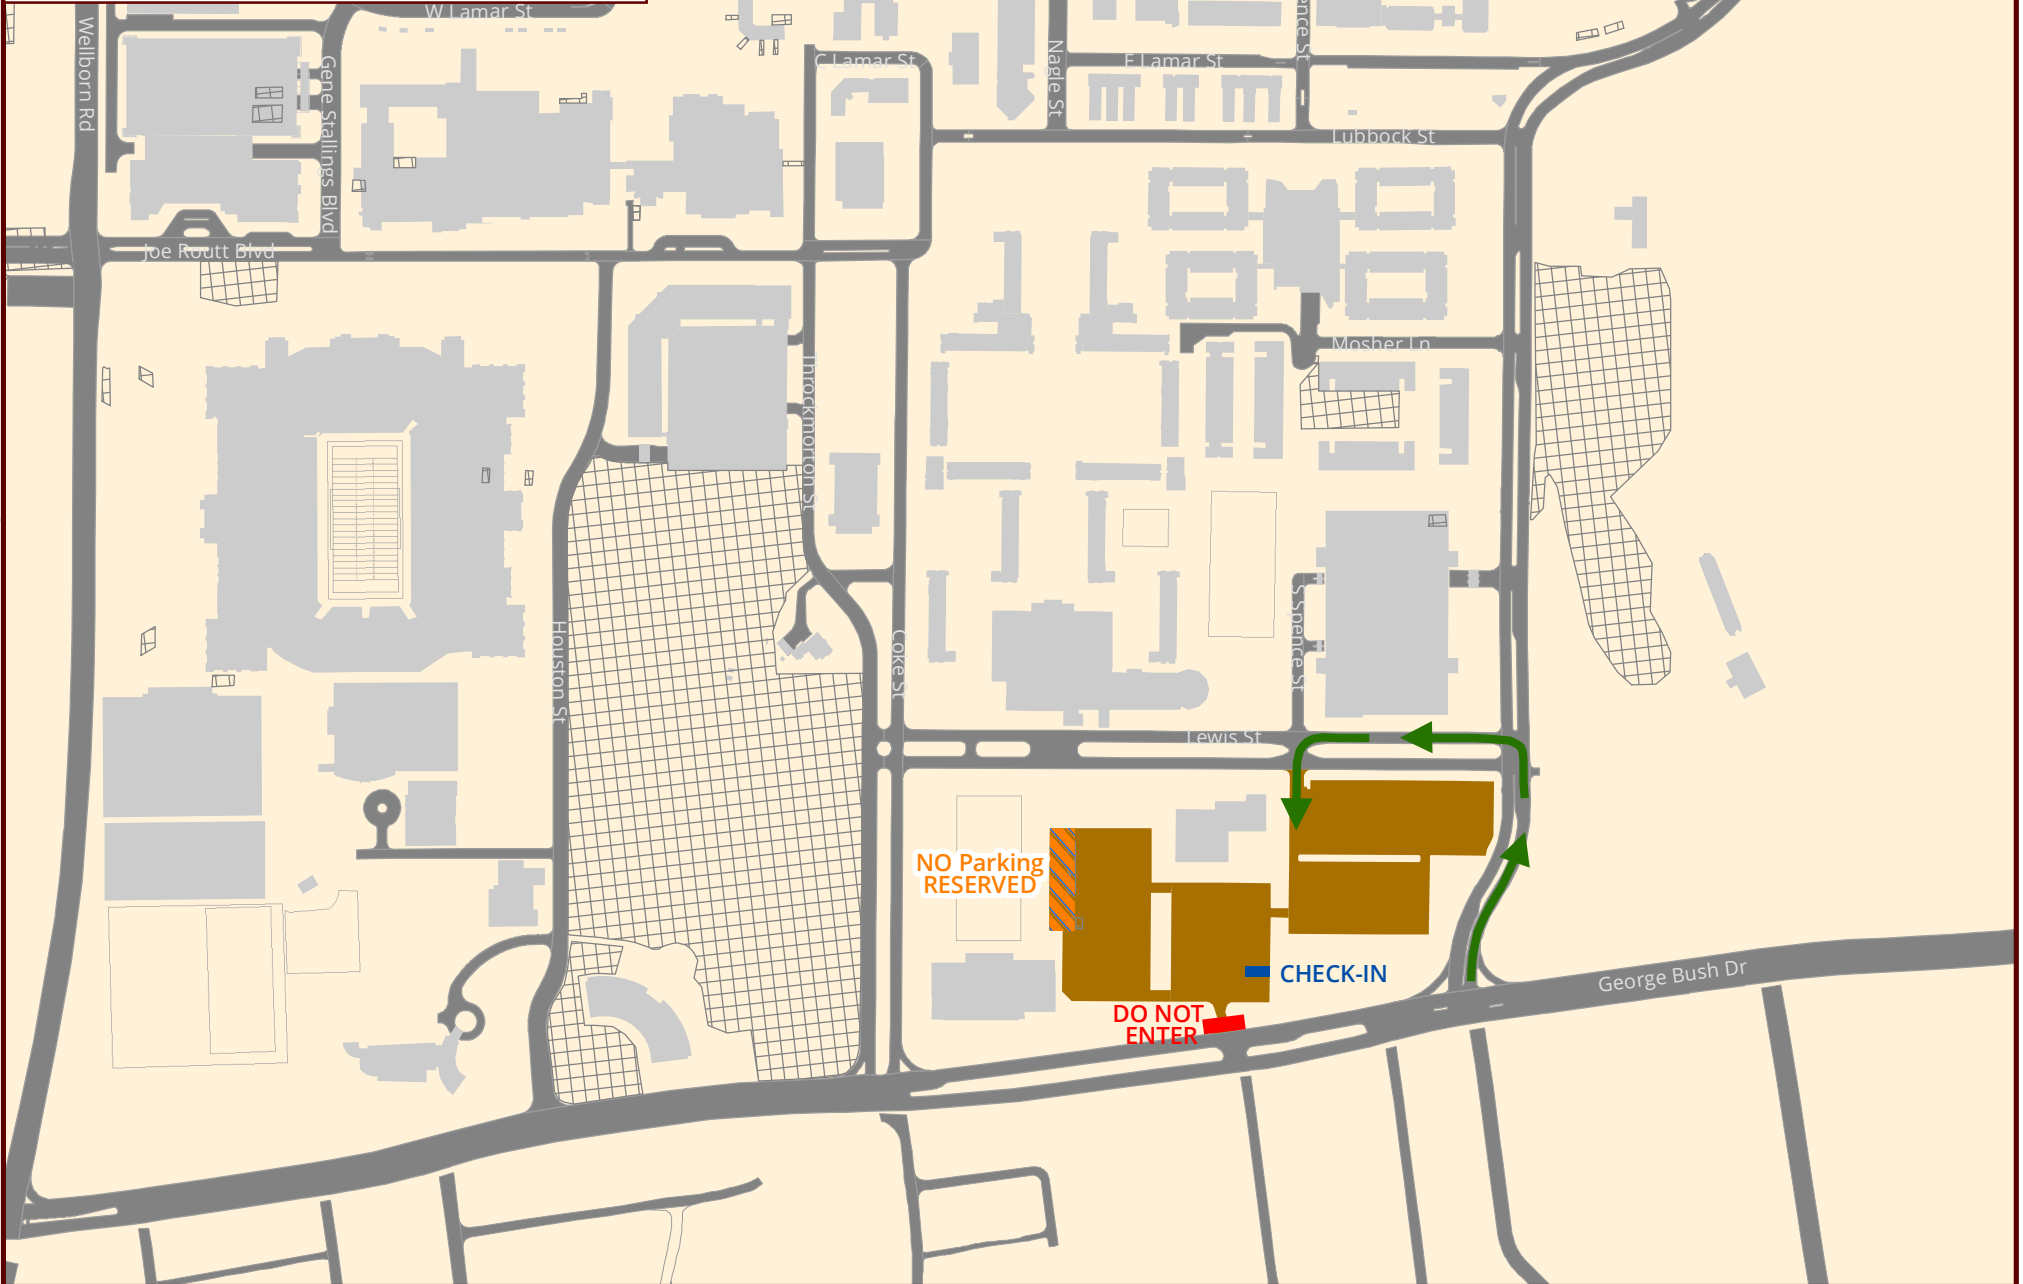 W Lamar St
Wellborn Rd
Gene Stallings Blvd
C Lamar St
Nagle St
ence St
E Lamar St
Lubbock St
Joe Routt Blvd
Throckmorton St
Mosher Ln
Houston St
Coke St
S Spence St
Lewis St
NO Parking
RESERVED
CHECK-IN
DO NOT
ENTER
George Bush Dr